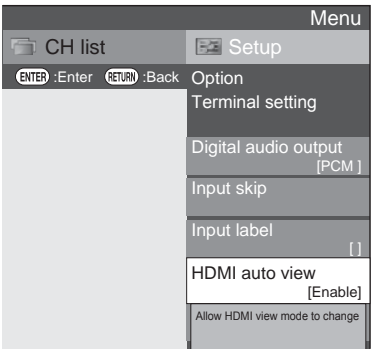 Menu
CH list
Setup
ENTER :Enter RETURN :Back
Option
Terminal setting
Digital audio output
[PCM ]
Input skip
Input label
[ ]
HDMI auto view
[Enable]
Allow HDMI view mode to change